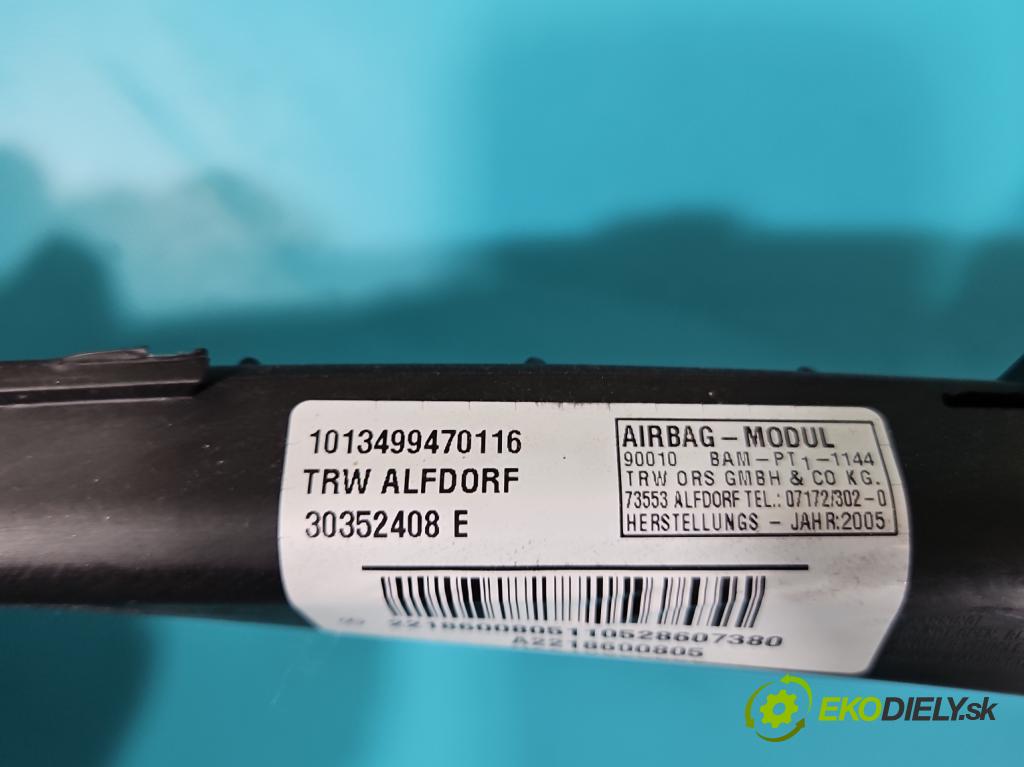 1013499470116
TRW ALFDORF
30352408 E
AIRBAG – MODUL
90010 BAM–PT1–1144
TRW ORS GMBH & CO KG.
73553 ALFDORF TEL.: 07172/302–0
HERSTELLUNGS – JAHR:2005
2218600805110528607380
A2218600805
EKODIELY.sk